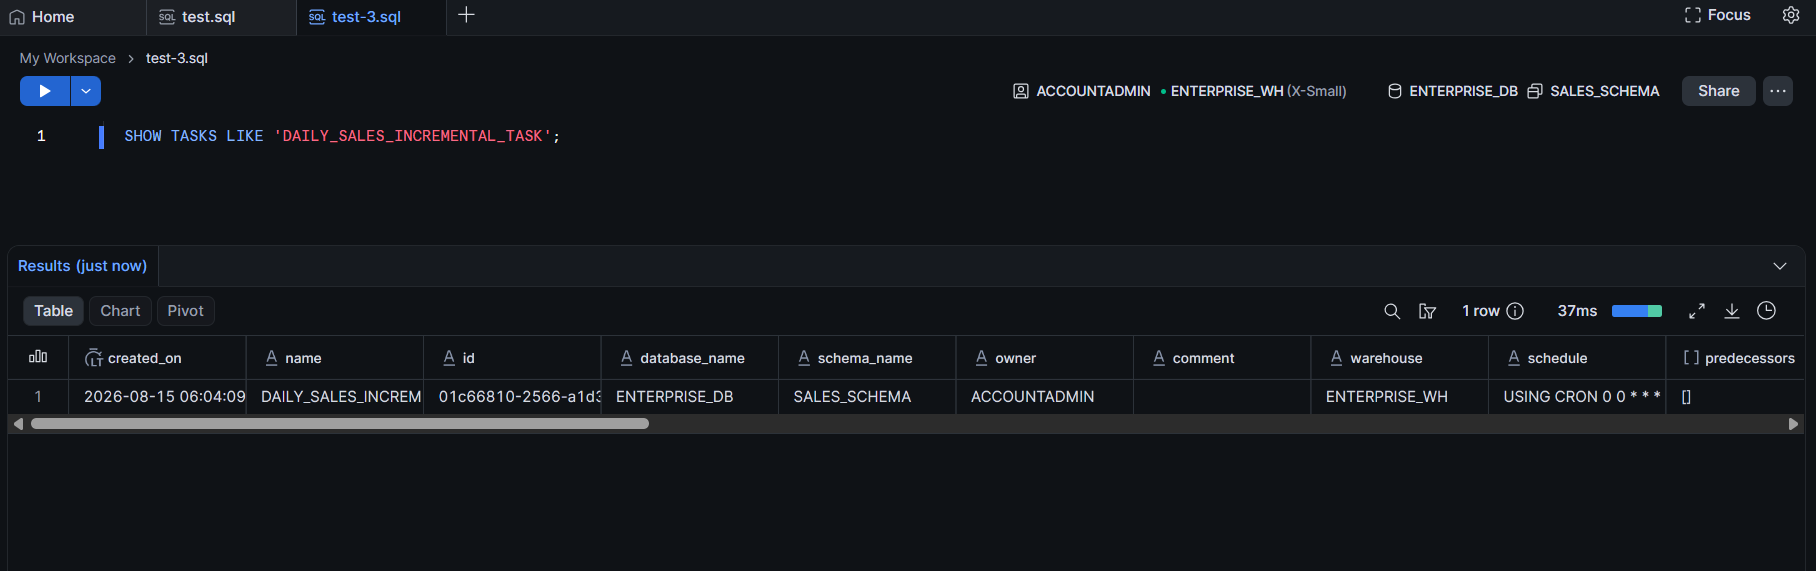 Home
SQL test.sql
SQL test-3.sql
Focus
My Workspace > test-3.sql
ACCOUNTADMIN • ENTERPRISE_WH (X-Small) ENTERPRISE_DB SALES_SCHEMA Share ...
1 SHOW TASKS LIKE 'DAILY_SALES_INCREMENTAL_TASK';
Results (just now)
Table Chart Pivot 1 row 37ms
LT created_on A name A id A database_name A schema_name A owner A comment A warehouse A schedule [ ] predecessors
1 2026-08-15 06:04:09 DAILY_SALES_INCREM 01c66810-2566-a1d3 ENTERPRISE_DB SALES_SCHEMA ACCOUNTADMIN ENTERPRISE_WH USING CRON 0 0 * * * []